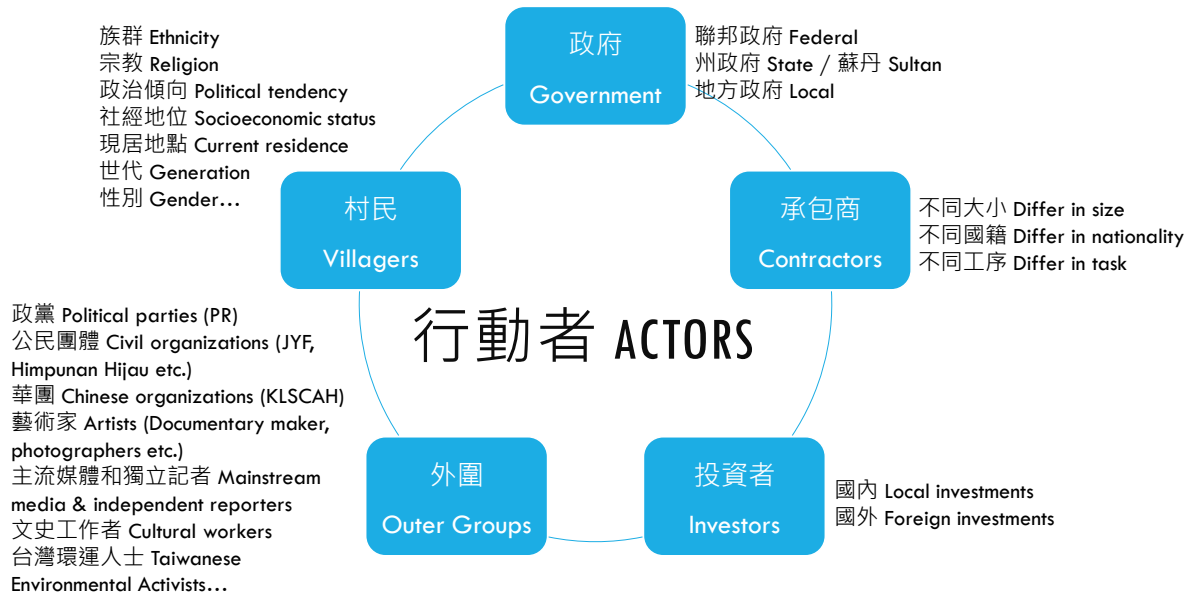 族群 Ethnicity
宗教 Religion
政治傾向 Political tendency
社經地位 Socioeconomic status
現居地點 Current residence
世代 Generation
性別 Gender…
政府
Government
聯邦政府 Federal
州政府 State / 蘇丹 Sultan
地方政府 Local
村民
Villagers
承包商
Contractors
不同大小 Differ in size
不同國籍 Differ in nationality
不同工序 Differ in task
行動者 ACTORS
政黨 Political parties (PR)
公民團體 Civil organizations (JYF,
Himpunan Hijau etc.)
華團 Chinese organizations (KLSCAH)
藝術家 Artists (Documentary maker,
photographers etc.)
主流媒體和獨立記者 Mainstream
media & independent reporters
文史工作者 Cultural workers
台灣環運人士 Taiwanese
Environmental Activists…
外圍
Outer Groups
投資者
Investors
國內 Local investments
國外 Foreign investments